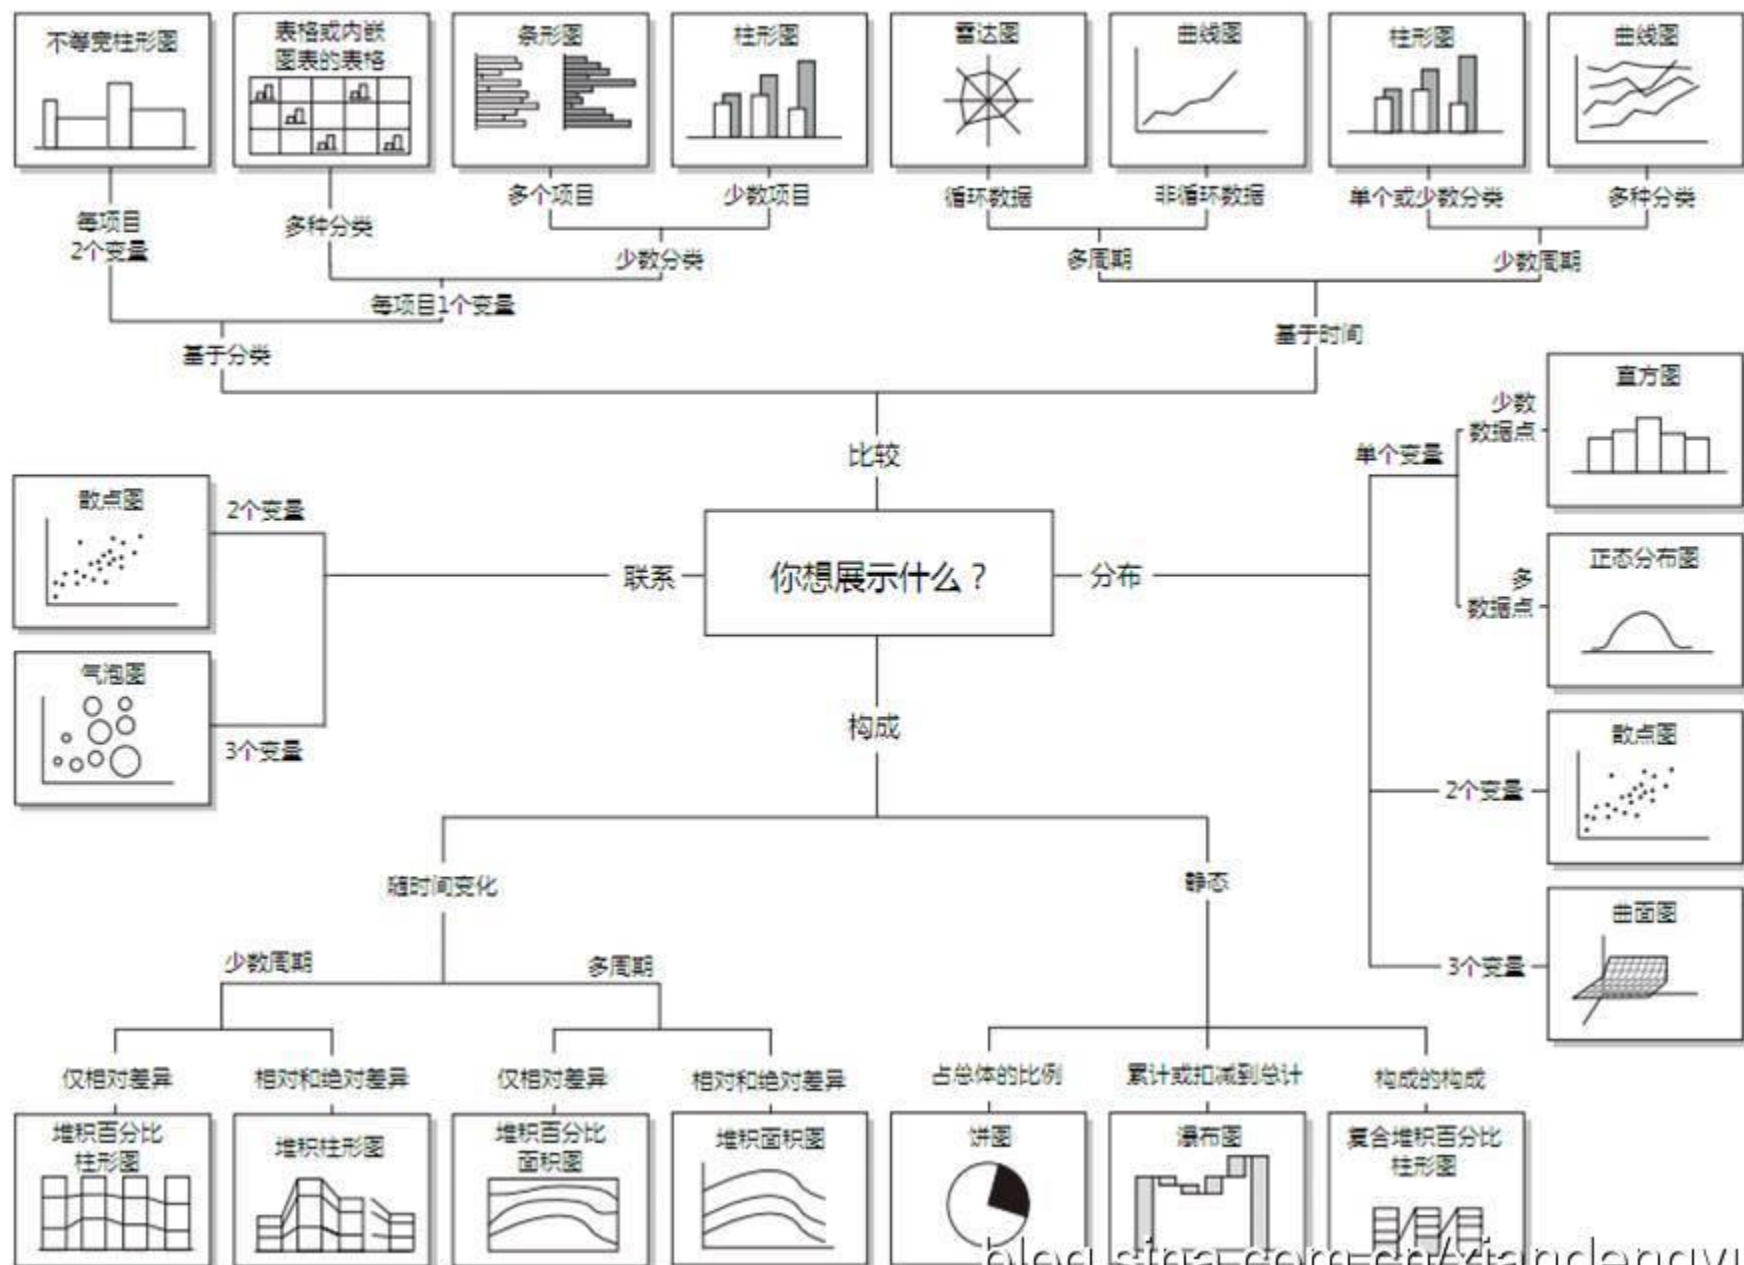 不等宽柱形图
表格或内嵌
图表的表格
条形图
柱形图
雷达图
曲线图
柱形图
曲线图
每项目
2个变量
多种分类
多个项目
少数项目
循环数据
非循环数据
单个或少数分类
多种分类
少数分类
多周期
少数周期
每项目1个变量
基于分类
基于时间
比较
散点图
2个变量
气泡图
3个变量
联系
你想展示什么？
分布
单个变量
少数
数据点
直方图
多
数据点
正态分布图
2个变量
散点图
3个变量
曲面图
构成
随时间变化
静态
少数周期
多周期
仅相对差异
相对和绝对差异
仅相对差异
相对和绝对差异
占总体的比例
累计或扣减到总计
构成的构成
堆积百分比
柱形图
堆积柱形图
堆积百分比
面积图
堆积面积图
饼图
瀑布图
复合堆积百分比
柱形图